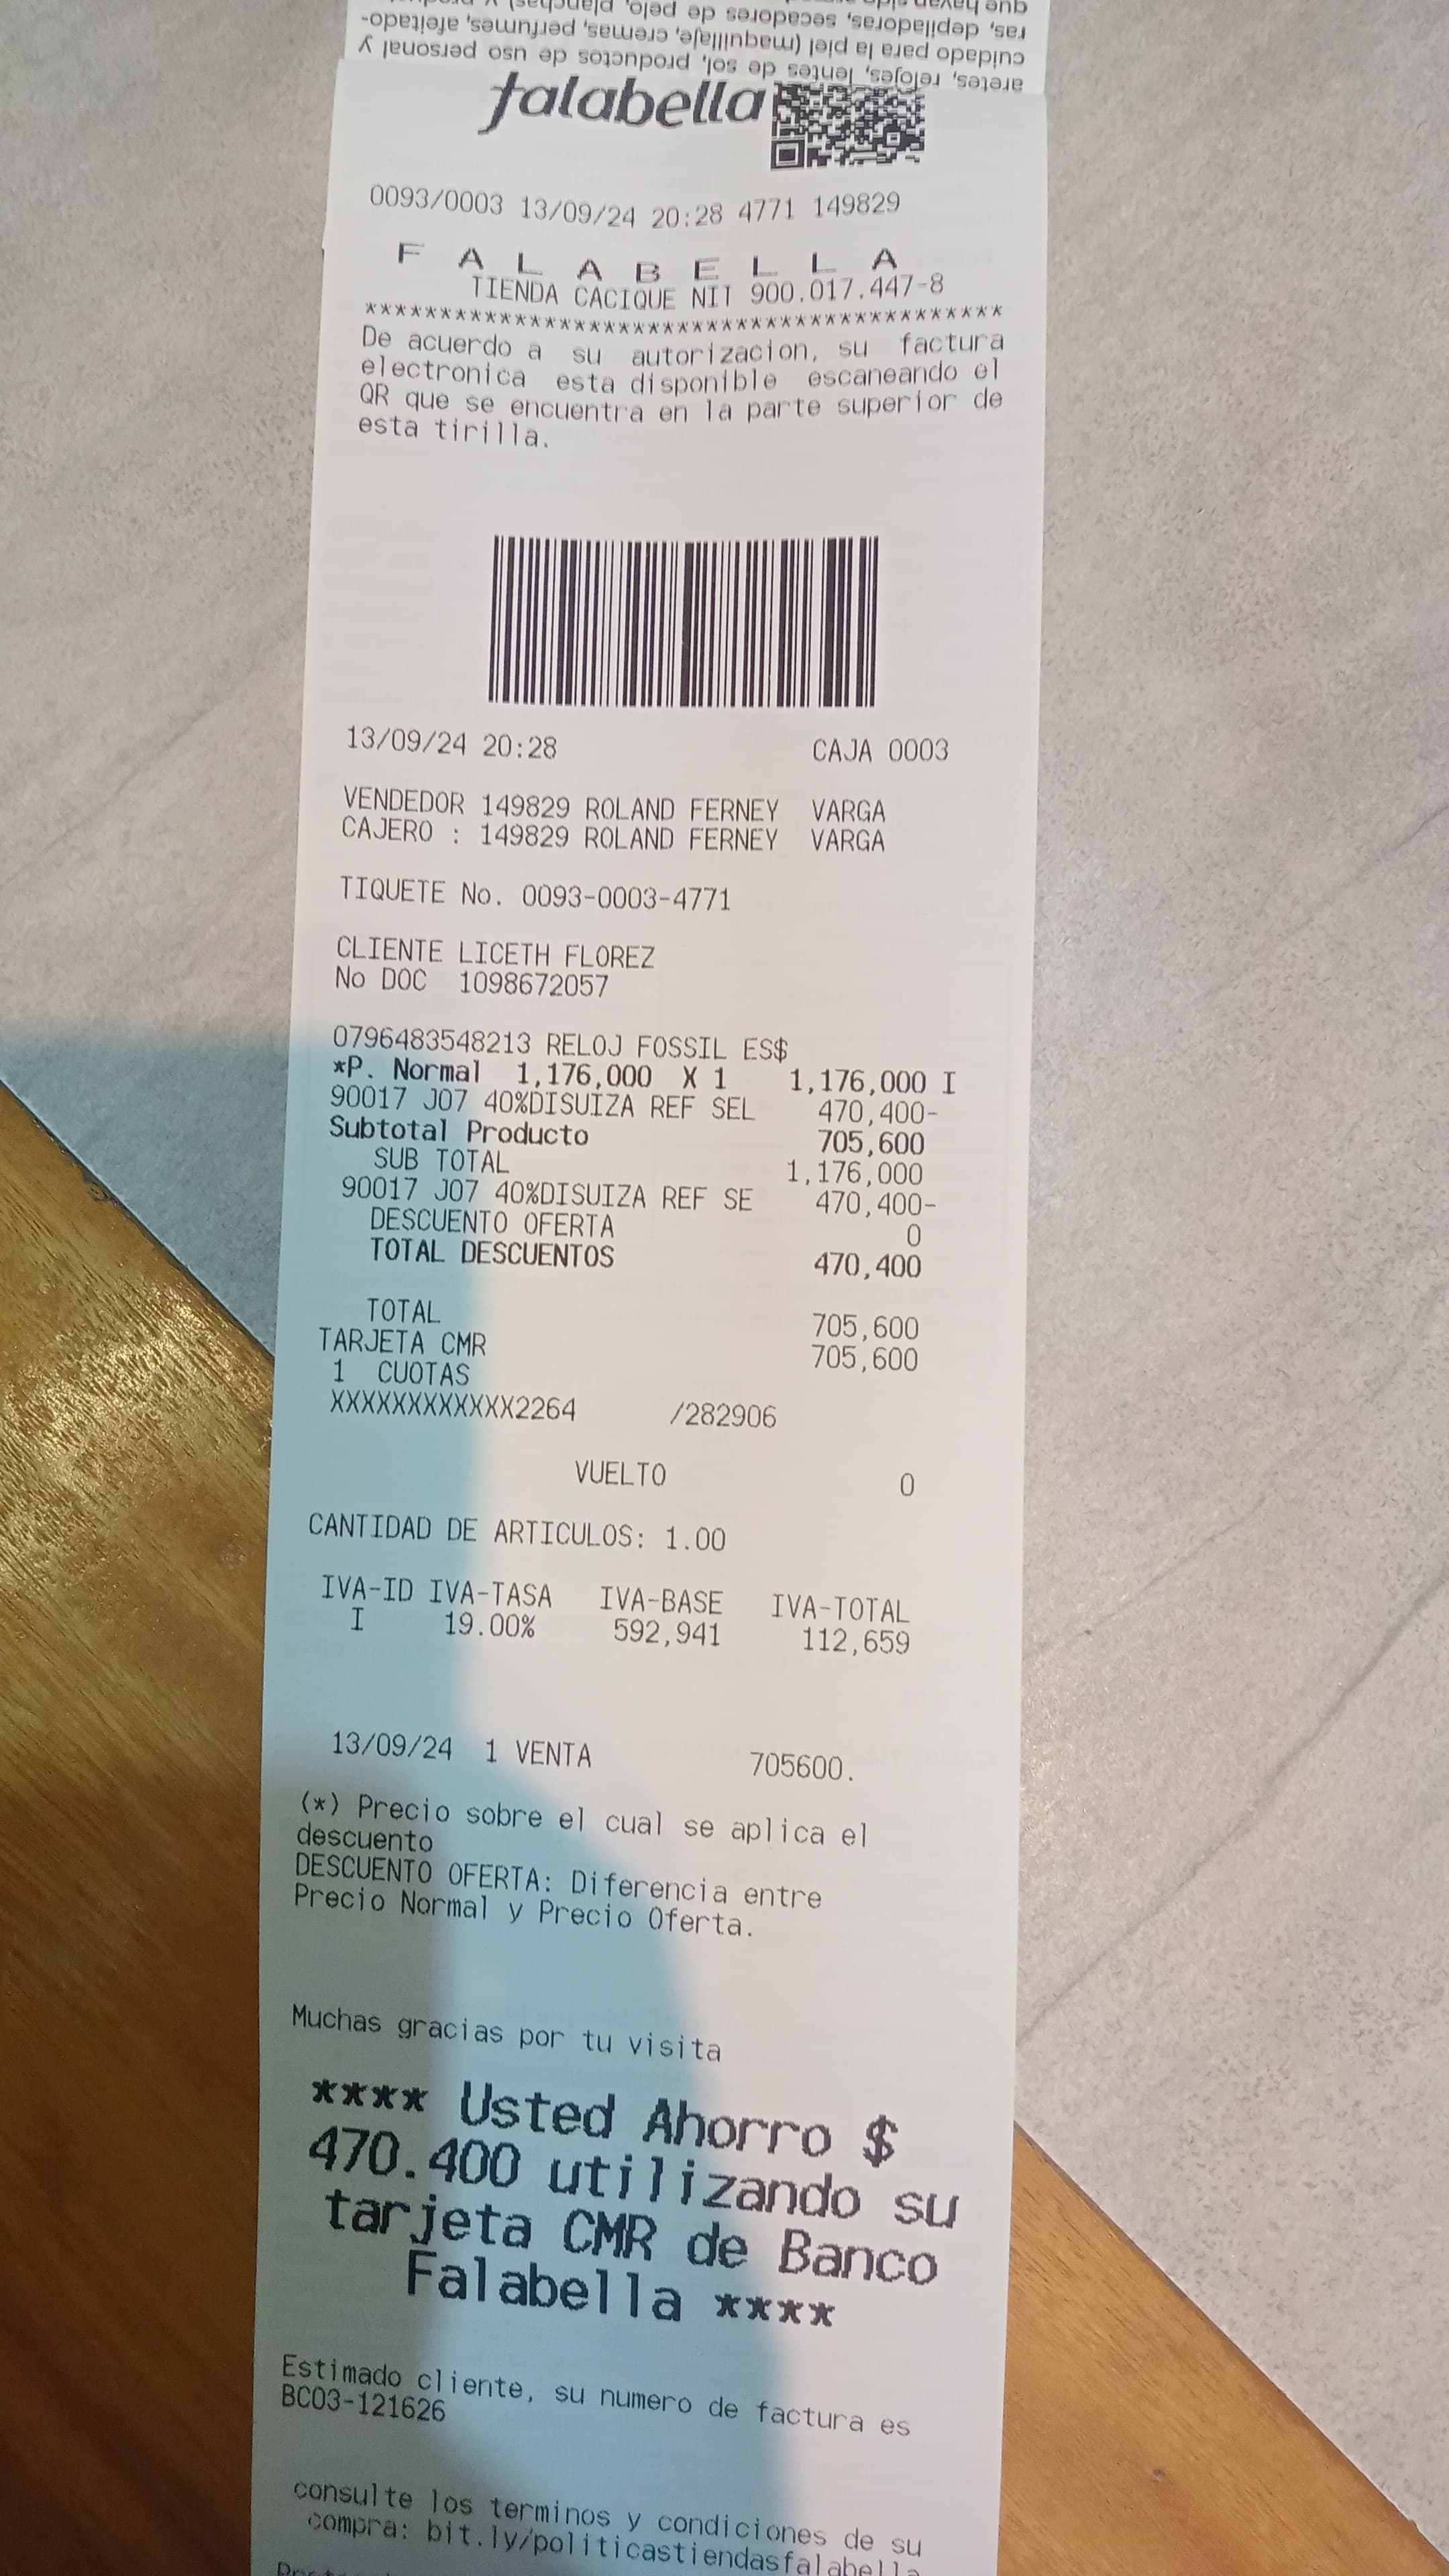 que hayan
ras, depiladoras, secadores de pelo, planchas) y
cuidado para la piel (maquillaje, cremas, perfumes, afeitado-
aretes, relojes, lentes de sol, productos de uso personal y
falabella
0093/0003 13/09/24 20:28 4771 149829
F A L A B E L L A
TIENDA CACIQUE NIT 900.017.447-8
*******************************************
De acuerdo a su autorizacion, su factura
electronica esta disponible escaneando el
QR que se encuentra en la parte superior de
esta tirilla.
13/09/24 20:28 CAJA 0003
VENDEDOR 149829 ROLAND FERNEY VARGA
CAJERO : 149829 ROLAND FERNEY VARGA
TIQUETE No. 0093-0003-4771
CLIENTE LICETH FLOREZ
No DOC 1098672057
0796483548213 RELOJ FOSSIL ES$
*P. Normal 1,176,000 X 1 1,176,000 I
90017 J07 40%DISUIZA REF SEL 470,400-
Subtotal Producto 705,600
SUB TOTAL 1,176,000
90017 J07 40%DISUIZA REF SE 470,400-
DESCUENTO OFERTA 0
TOTAL DESCUENTOS 470,400
TOTAL 705,600
TARJETA CMR 705,600
1 CUOTAS
XXXXXXXXXXXX2264 /282906
VUELTO 0
CANTIDAD DE ARTICULOS: 1.00
IVA-ID IVA-TASA IVA-BASE IVA-TOTAL
I 19.00% 592,941 112,659
13/09/24 1 VENTA 705600.
(*) Precio sobre el cual se aplica el
descuento
DESCUENTO OFERTA: Diferencia entre
Precio Normal y Precio Oferta.
Muchas gracias por tu visita
**** Usted Ahorro $
470.400 utilizando su
tarjeta CMR de Banco
Falabella ****
Estimado cliente, su numero de factura es
BC03-121626
consulte los terminos y condiciones de su
compra: bit.ly/politicastiendasfalabella